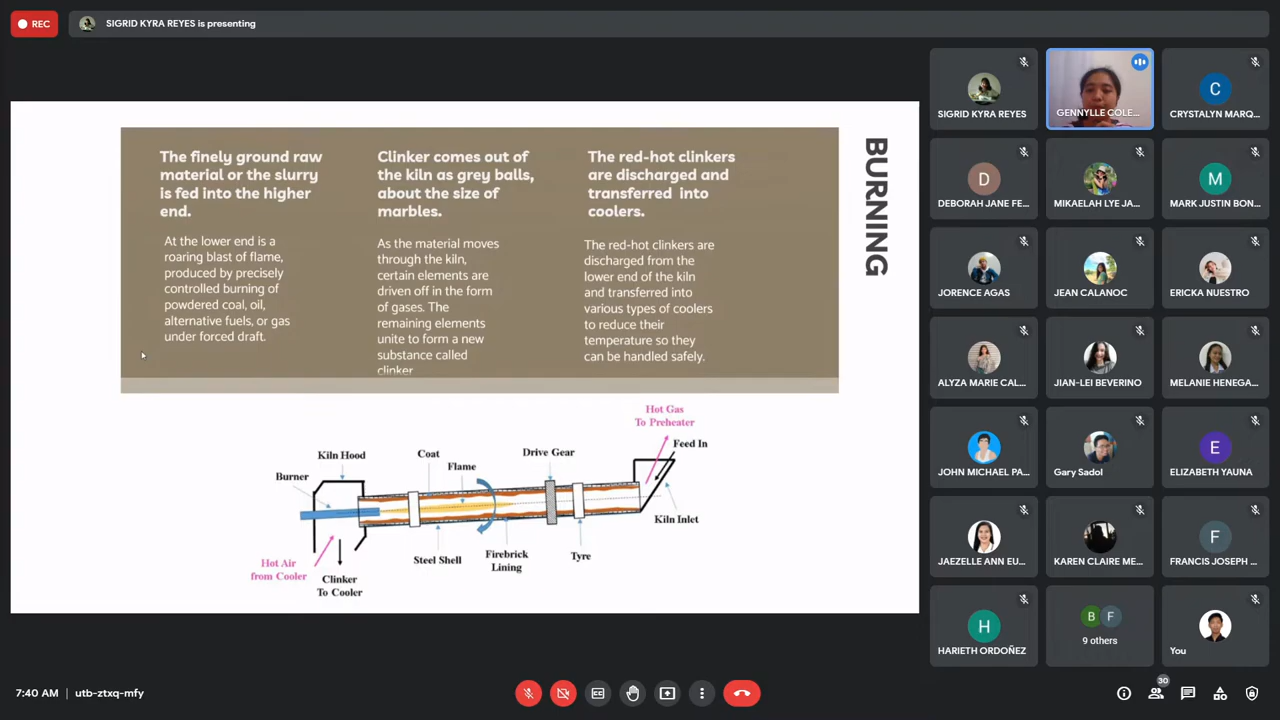 REC
SIGRID KYRA REYES is presenting
BURNING
The finely ground raw
material or the slurry
is fed into the higher
end.
At the lower end is a
roaring blast of flame,
produced by precisely
controlled burning of
powdered coal, oil,
alternative fuels, or gas
under forced draft.
Clinker comes out of
the kiln as grey balls,
about the size of
marbles.
As the material moves
through the kiln,
certain elements are
driven off in the form
of gases. The
remaining elements
unite to form a new
substance called
clinker
The red-hot clinkers
are discharged and
transferred into
coolers.
The red-hot clinkers are
discharged from the
lower end of the kiln
and transferred into
various types of coolers
to reduce their
temperature so they
can be handled safely.
Hot Gas
To Preheater
Feed In
Drive Gear
Coat
Kiln Hood
Flame
Burner
Kiln Inlet
Steel Shell
Firebrick
Lining
Tyre
Hot Air
from Cooler
Clinker
To Cooler
SIGRID KYRA REYES
GENNYLLE COLE...
C
CRYSTALYN MARQ...
D
DEBORAH JANE FE...
MIKAELAH LYE JA...
M
MARK JUSTIN BON...
JORENCE AGAS
JEAN CALANOC
ERICKA NUESTRO
ALYZA MARIE CAL...
JIAN-LEI BEVERINO
MELANIE HENEGA...
JOHN MICHAEL PA...
Gary Sadol
E
ELIZABETH YAUNA
JAEZELLE ANN EU...
KAREN CLAIRE ME...
F
FRANCIS JOSEPH ...
H
HARIETH ORDOÑEZ
B F
9 others
You
7:40 AM | utb-ztxq-mfy
30